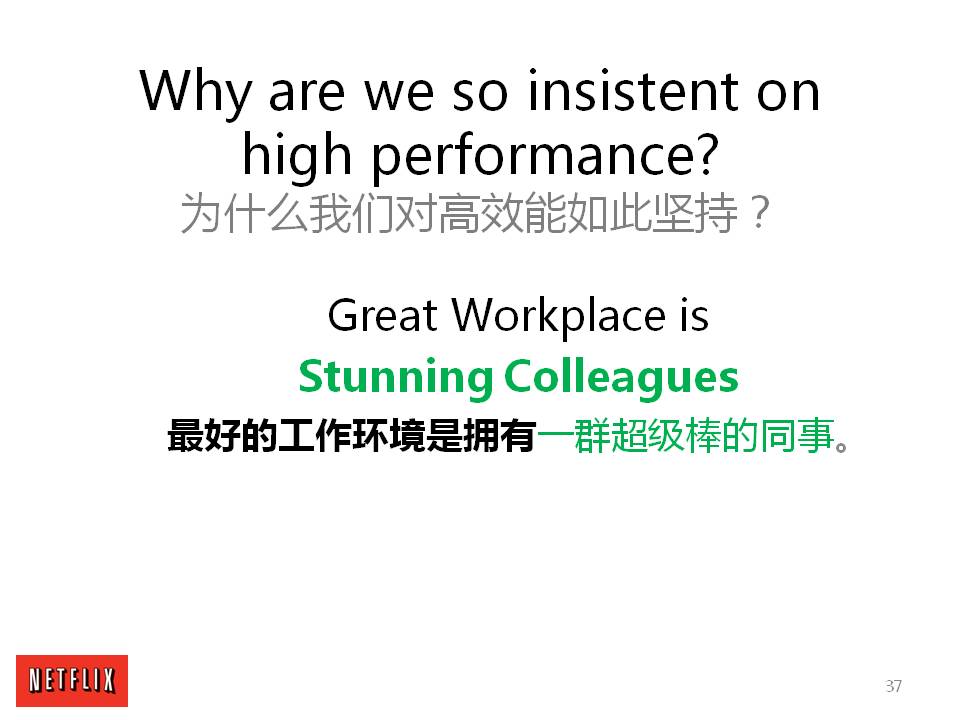 Why are we so insistent on
high performance?
为什么我们对高效能如此坚持？
Great Workplace is
Stunning Colleagues
最好的工作环境是拥有一群超级棒的同事。
NETFLIX
37